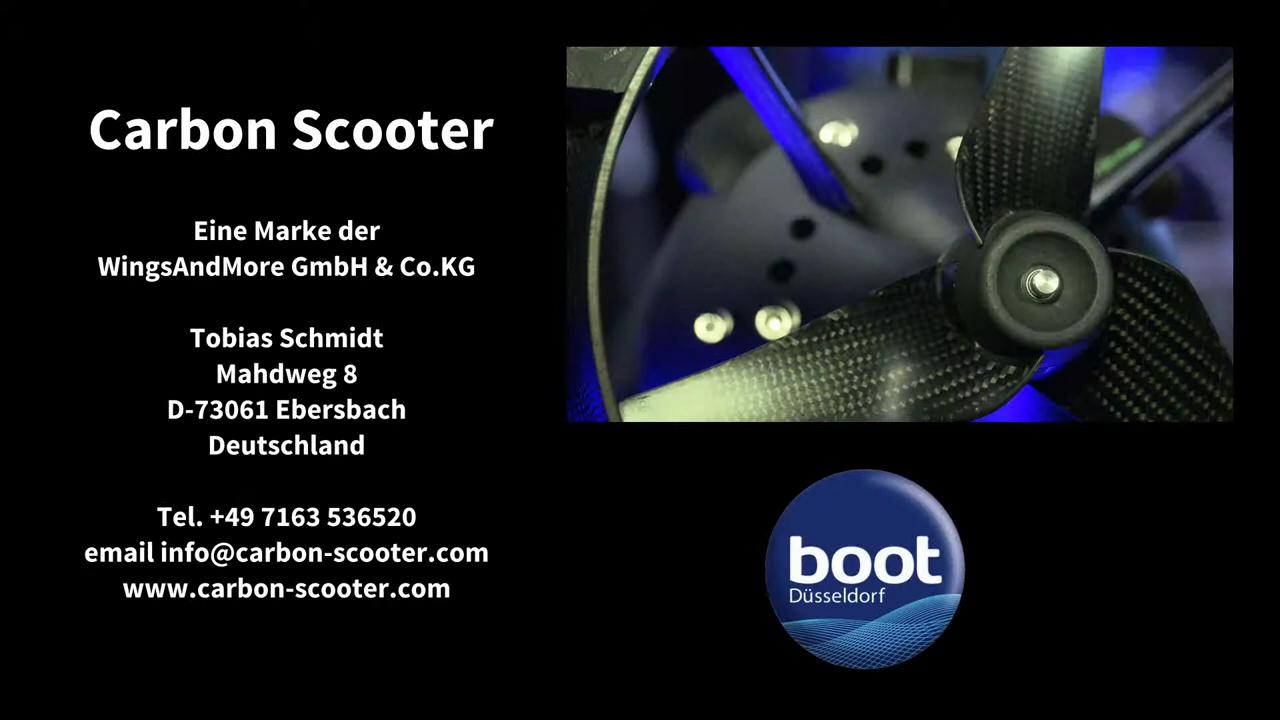 Carbon Scooter
Eine Marke der
WingsAndMore GmbH & Co.KG
Tobias Schmidt
Mahdweg 8
D-73061 Ebersbach
Deutschland
Tel. +49 7163 536520
email info@carbon-scooter.com
www.carbon-scooter.com
boot
Düsseldorf